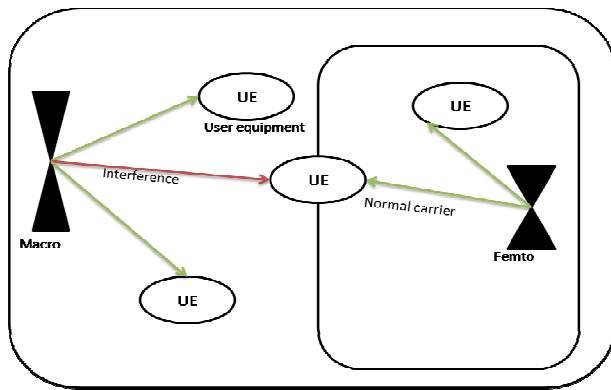 UE
User equipment
UE
Interference
UE
Normal carrier
Macro
Femto
UE